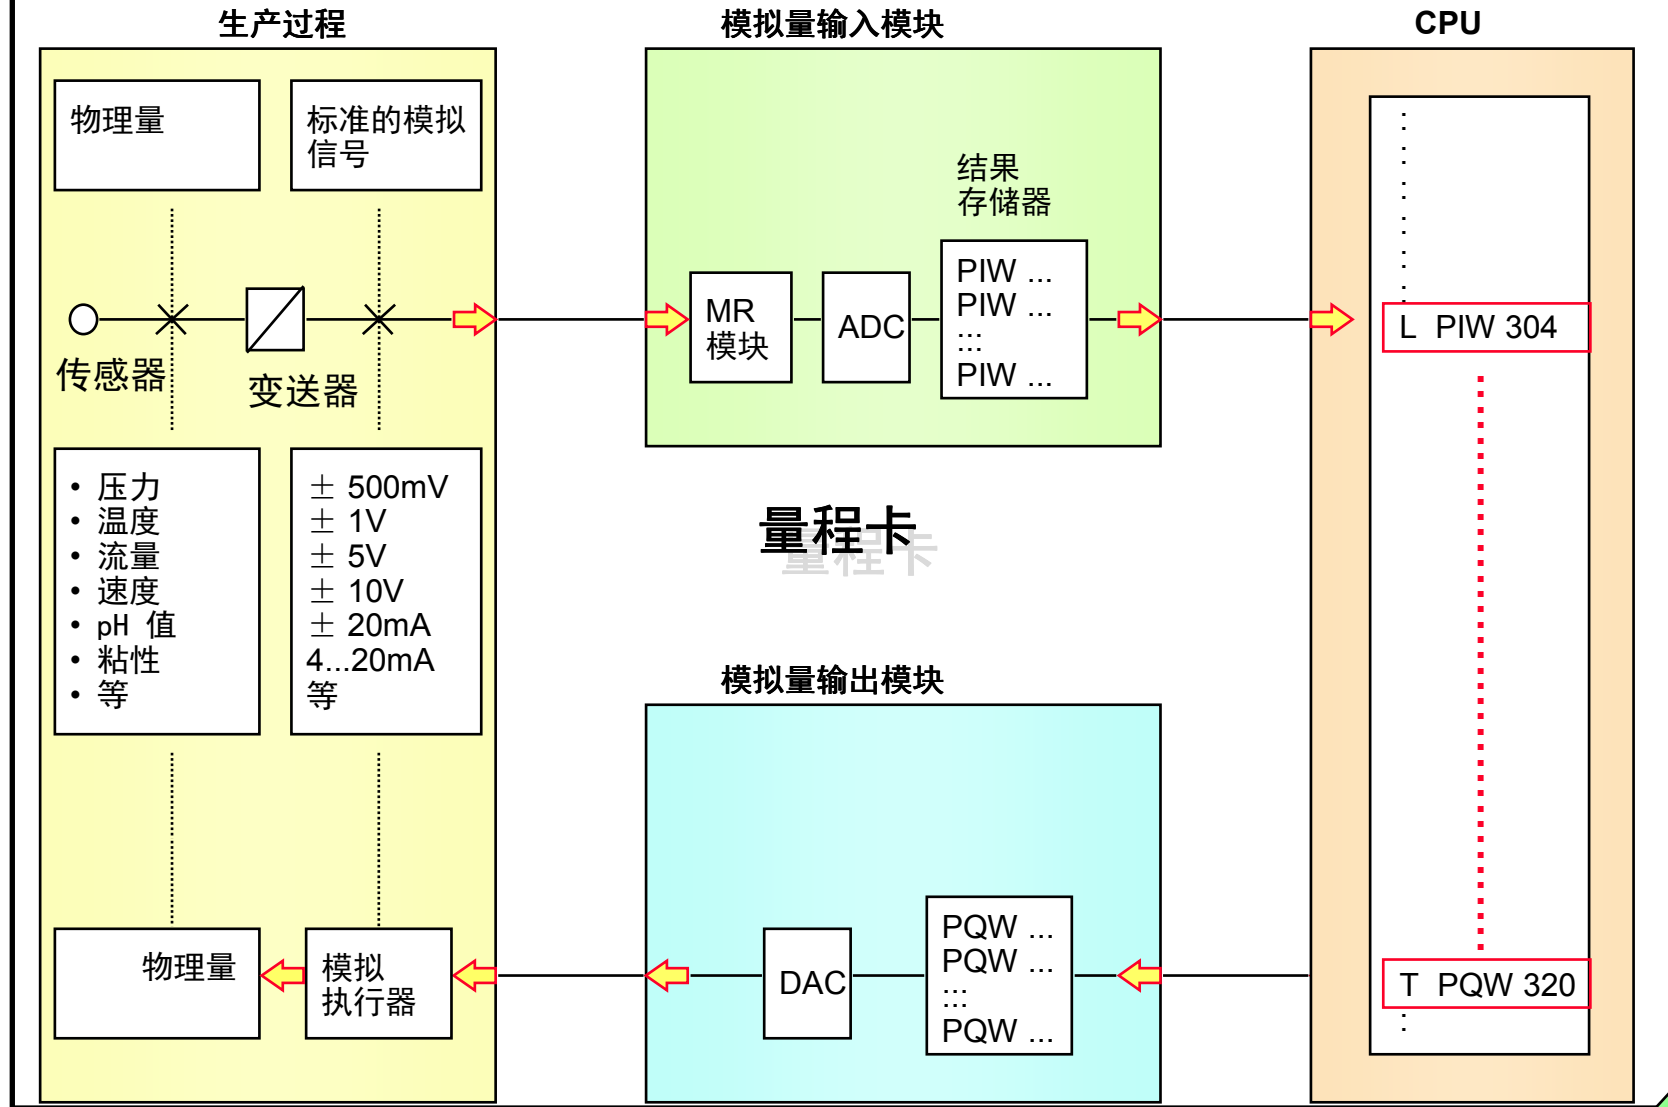 生产过程
模拟量输入模块
CPU
物理量
标准的模拟
信号
结果
存储器
MR
模块
ADC
PIW ...
PIW ...
...
PIW ...
L PIW 304
传感器
变送器
• 压力
• 温度
• 流量
• 速度
• pH 值
• 粘性
• 等
± 500mV
± 1V
± 5V
± 10V
± 20mA
4...20mA
等
量程卡
模拟量输出模块
物理量
模拟
执行器
DAC
PQW ...
PQW ...
...
PQW ...
T PQW 320